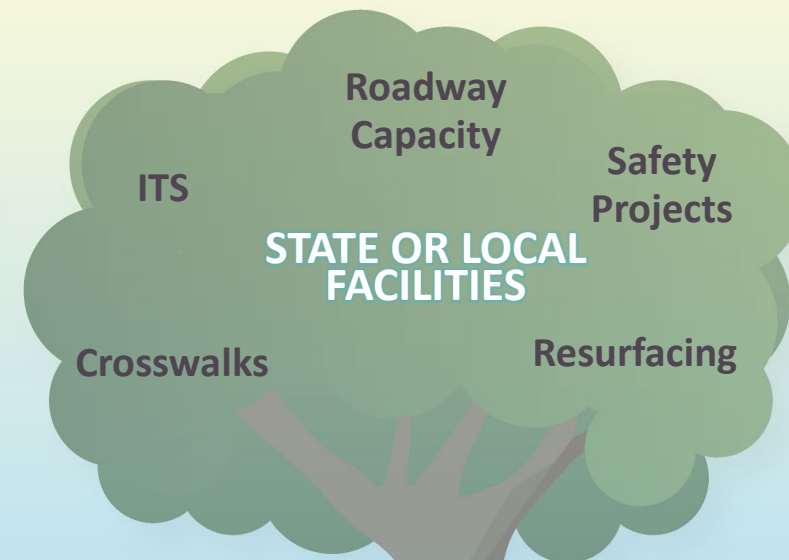 Roadway
Capacity
Safety
Projects
ITS
STATE OR LOCAL
FACILITIES
Crosswalks
Resurfacing